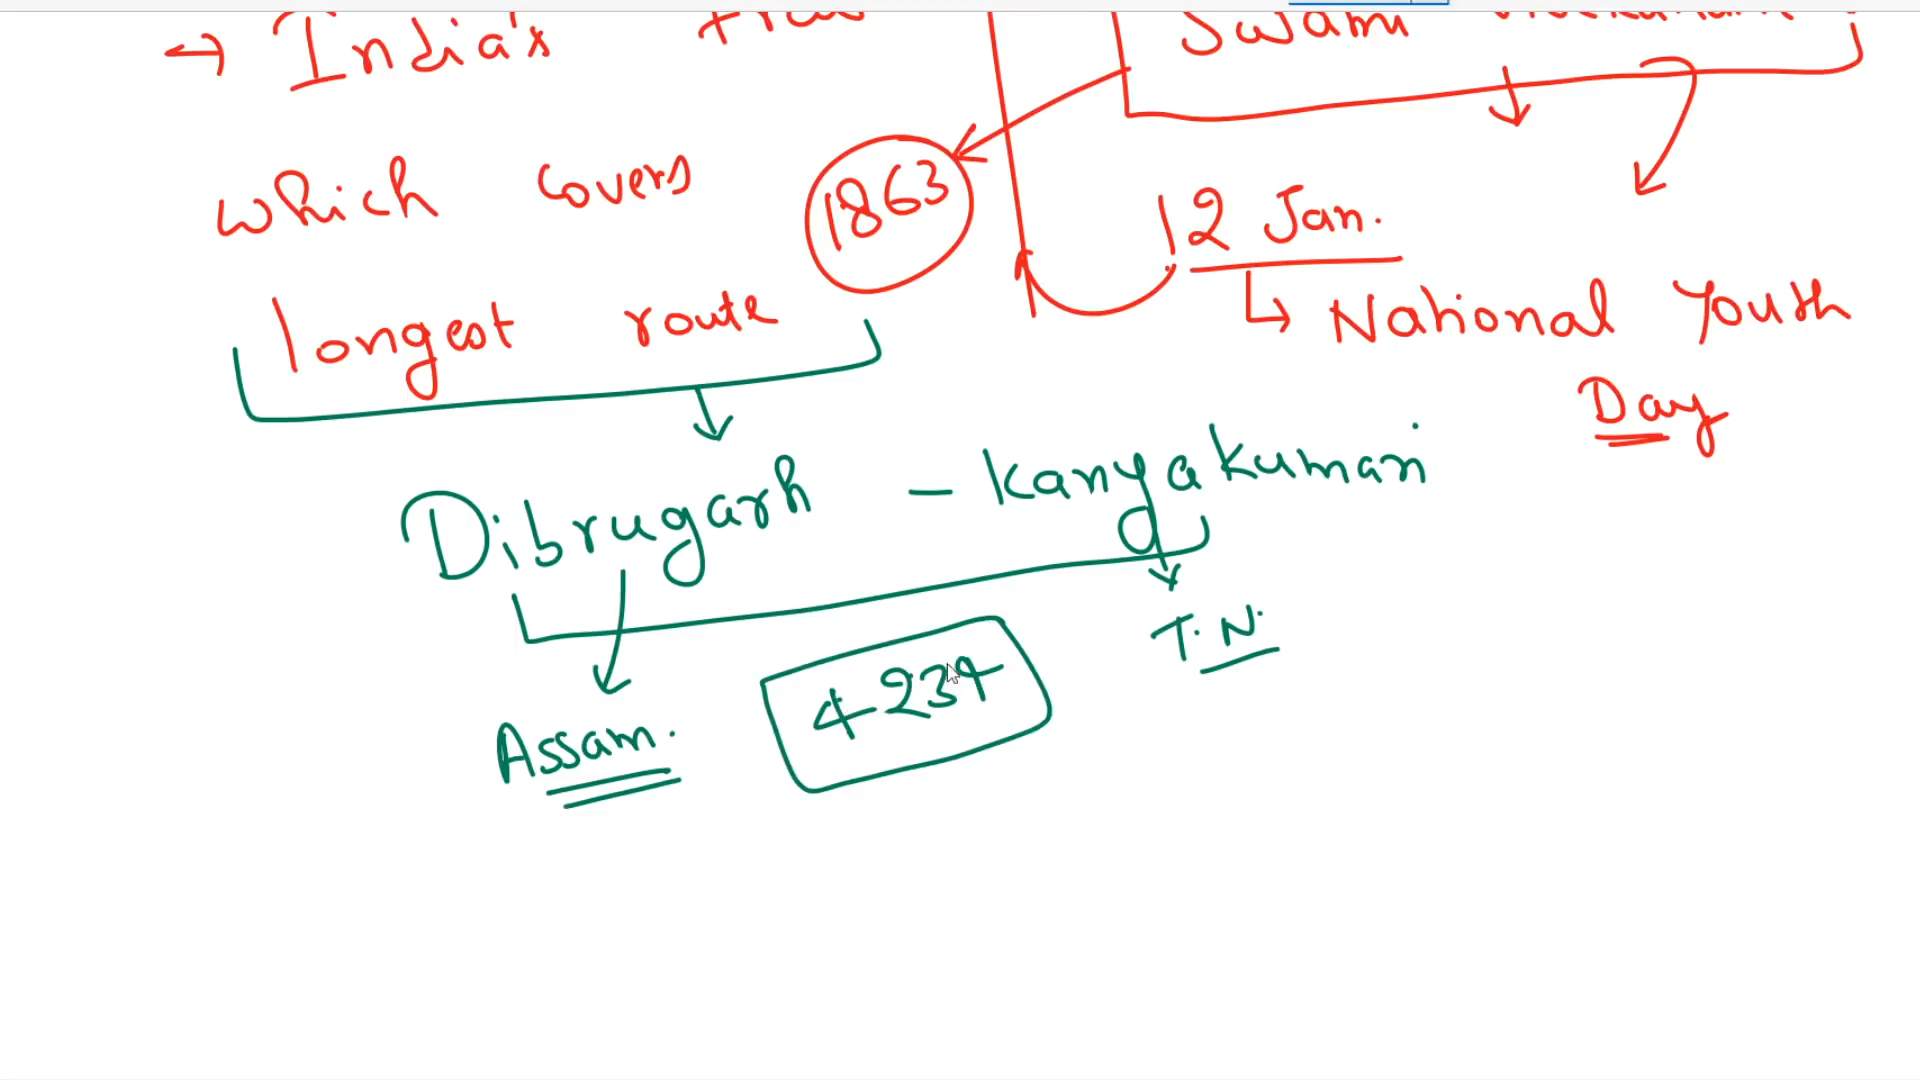 → India's
which covers
longest route
Dibrugarh – Kanyakumari
Assam.
4234
T.N.
Swami
1863
12 Jan.
↳ National Youth
Day